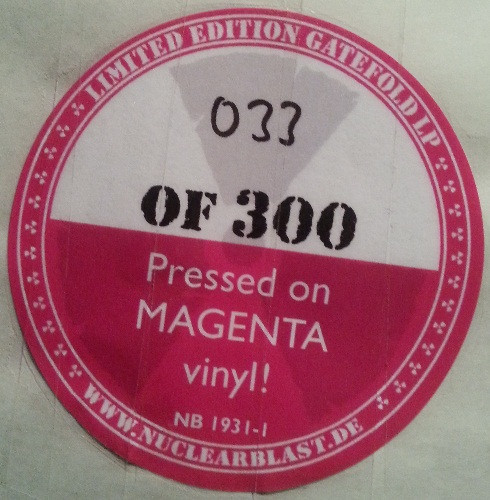 LIMITED EDITION GATEFOLD LP
033
OF 300
Pressed on
MAGENTA
vinyl!
NB 1931-1
WWW.NUCLEARBLAST.DE